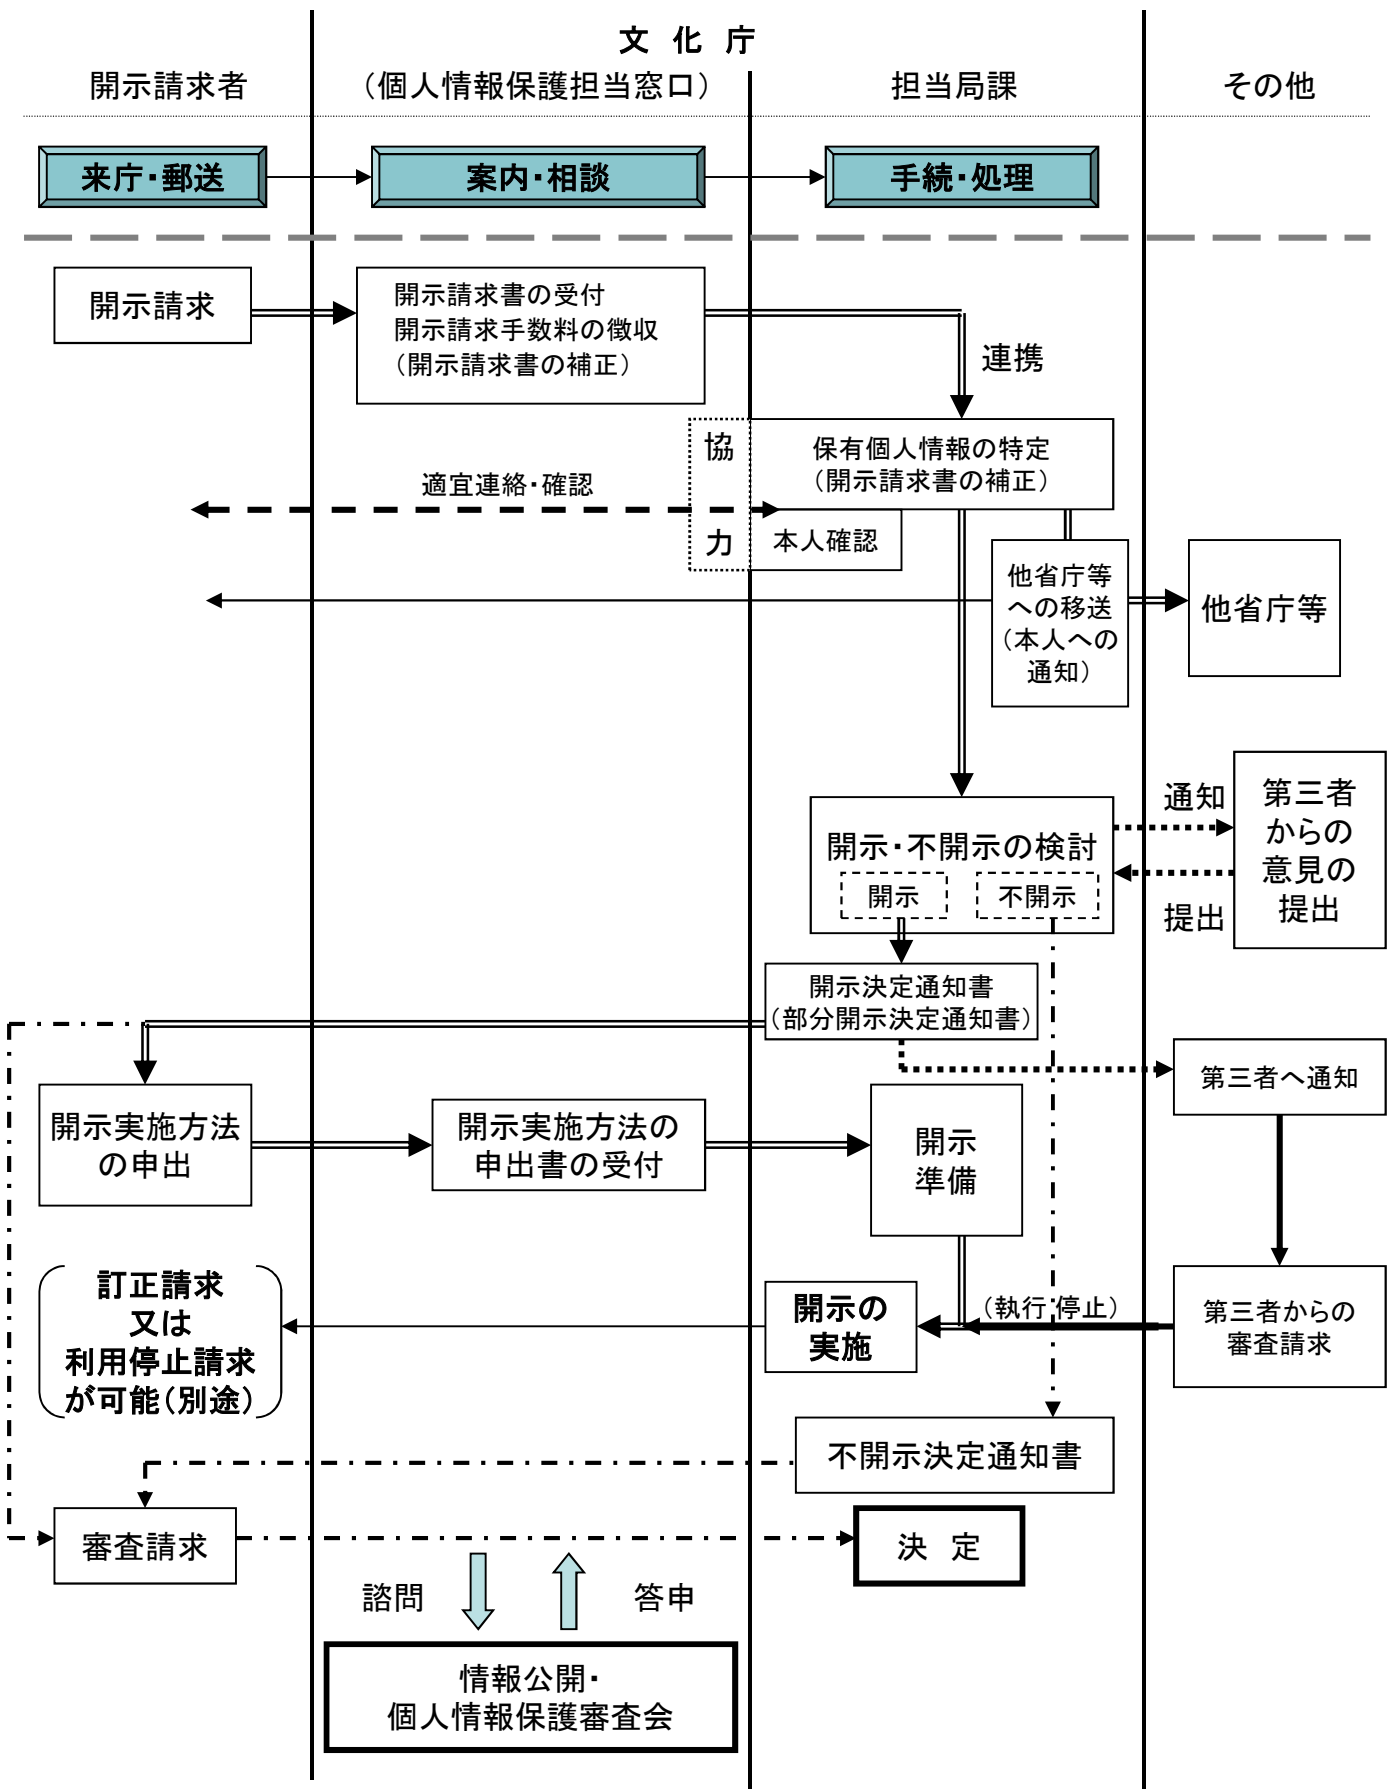 文 化 庁
開示請求者
（個人情報保護担当窓口）
担当局課
その他
来庁・郵送
案内・相談
手続・処理
開示請求
開示請求書の受付
開示請求手数料の徴収
（開示請求書の補正）
連携
協
力
保有個人情報の特定
（開示請求書の補正）
適宜連絡・確認
本人確認
他省庁等
への移送
（本人への
通知）
他省庁等
開示・不開示の検討
開示
不開示
通知
提出
第三者
からの
意見の
提出
開示決定通知書
（部分開示決定通知書）
第三者へ通知
開示実施方法
の申出
開示実施方法の
申出書の受付
開示
準備
訂正請求
又は
利用停止請求
が可能（別途）
開示の
実施
（執行 停止）
第三者からの
審査請求
不開示決定通知書
審査請求
決 定
諮問
答申
情報公開・
個人情報保護審査会